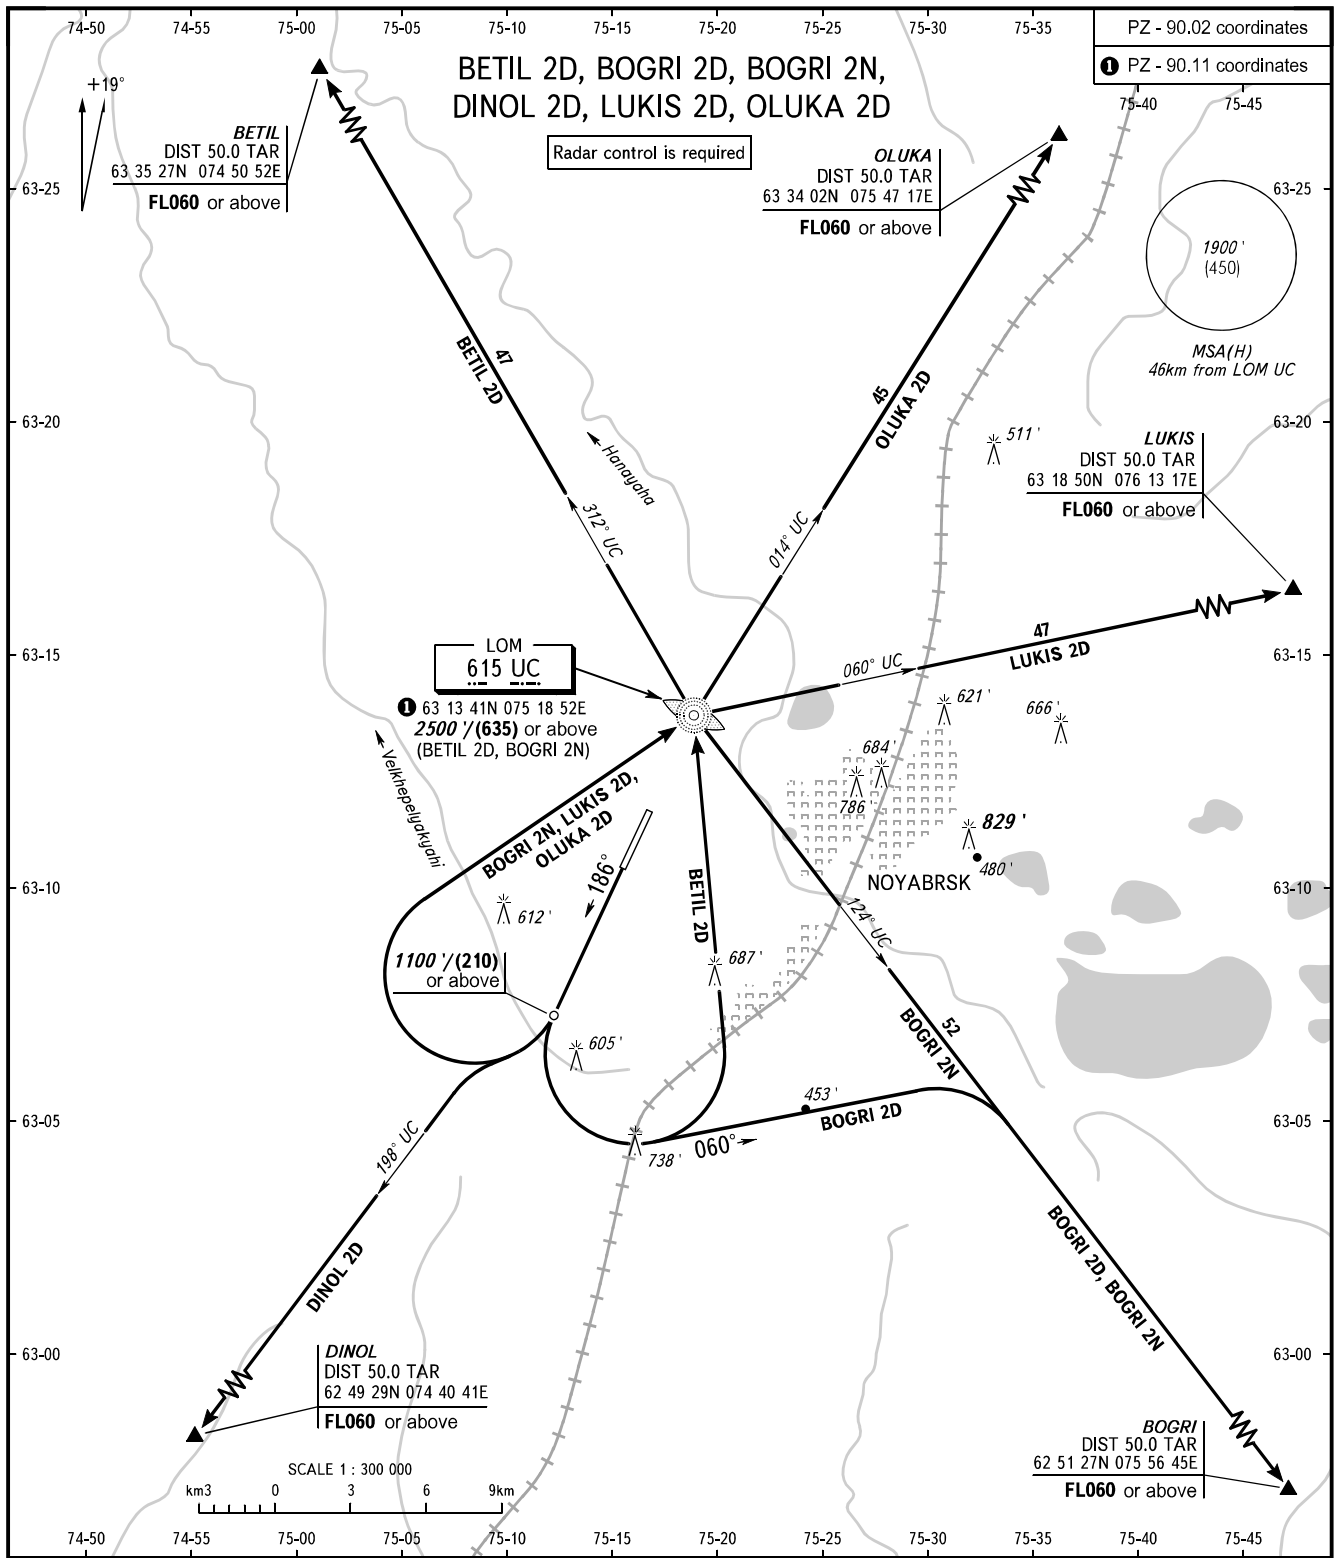 74-50 74-55 75-00 75-05 75-10 75-15 75-20 75-25 75-30 75-35
PZ - 90.02 coordinates
1 PZ - 90.11 coordinates
75-40 75-45
BETIL 2D, BOGRI 2D, BOGRI 2N,
DINOL 2D, LUKIS 2D, OLUKA 2D
Radar control is required
+19°
BETIL
DIST 50.0 TAR
63 35 27N 074 50 52E
FL060 or above
OLUKA
DIST 50.0 TAR
63 34 02N 075 47 17E
FL060 or above
63-25
63-25
1900 '
(450)
MSA(H)
46km from LOM UC
47
BETIL 2D
45
OLUKA 2D
63-20
63-20
511 '
LUKIS
DIST 50.0 TAR
63 18 50N 076 13 17E
FL060 or above
Hanayaha
312° UC
014° UC
63-15
63-15
LOM
615 UC
1 63 13 41N 075 18 52E
2500 '/(635) or above
(BETIL 2D, BOGRI 2N)
060° UC
47
LUKIS 2D
621 '
666 '
684 '
786 '
829 '
480 '
NOYABRSK
Velkhepelyakyahi
BOGRI 2N, LUKIS 2D,
OLUKA 2D
186°
BETIL 2D
63-10
63-10
612 '
124° UC
687 '
1100 '/(210)
or above
605 '
52
BOGRI 2N
453 '
BOGRI 2D
63-05
63-05
060°
738 '
198° UC
DINOL 2D
BOGRI 2D, BOGRI 2N
63-00
63-00
DINOL
DIST 50.0 TAR
62 49 29N 074 40 41E
FL060 or above
BOGRI
DIST 50.0 TAR
62 51 27N 075 56 45E
FL060 or above
SCALE 1 : 300 000
km3 0 3 6 9km
74-50 74-55 75-00 75-05 75-10 75-15 75-20 75-25 75-30 75-35 75-40 75-45